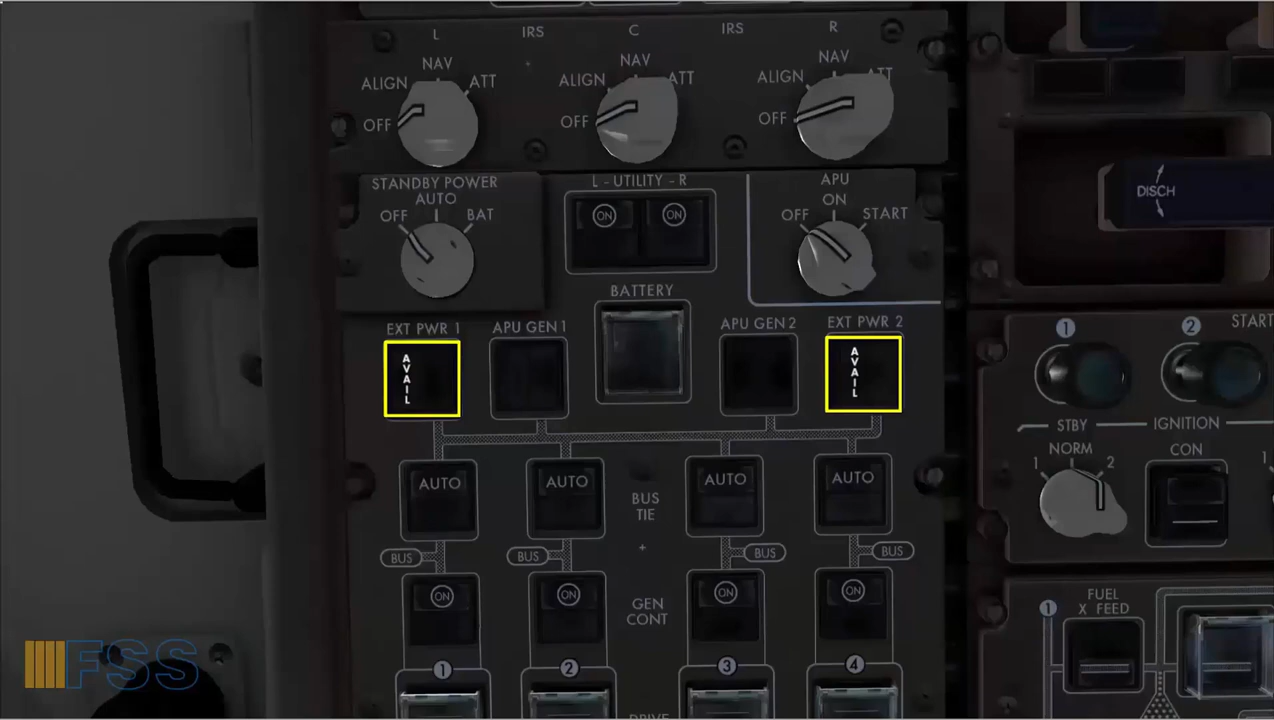 L IRS C IRS R
NAV NAV NAV
ALIGN ATT ALIGN ATT ALIGN ATT
OFF OFF OFF
STANDBY POWER
AUTO
OFF BAT
L - UTILITY - R
ON ON
APU
ON
OFF START
DISCH
BATTERY
EXT PWR 1 APU GEN 1 APU GEN 2 EXT PWR 2
AVAIL AVAIL
1 2 START
STBY IGNITION
NORM CON
1 2 1
AUTO AUTO AUTO AUTO
BUS
TIE
BUS BUS BUS BUS
ON ON ON ON
GEN
CONT
FUEL
X FEED
1
1 2 3 4
DRIVE
FSS